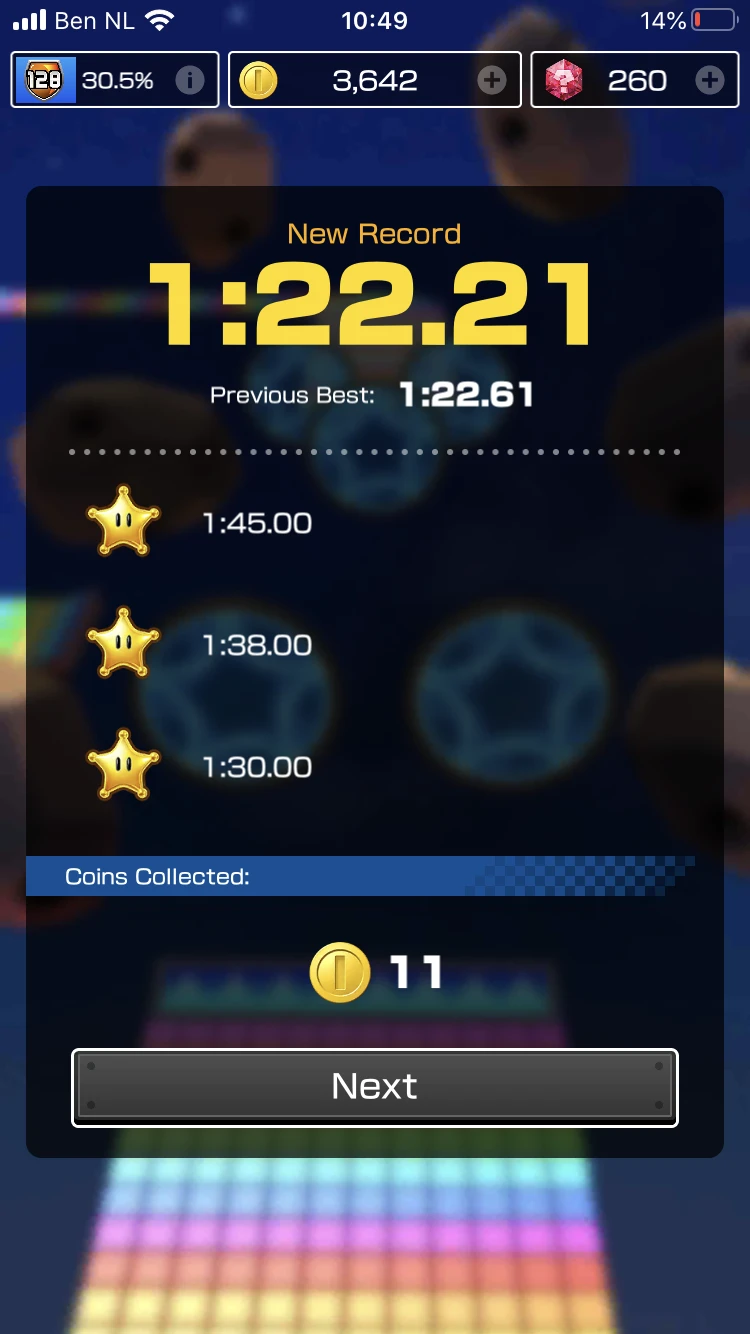 Ben NL 10:49 14%
128 30.5% i 3,642 + ? 260 +
New Record
1:22.21
Previous Best: 1:22.61
1:45.00
1:38.00
1:30.00
Coins Collected:
11
Next